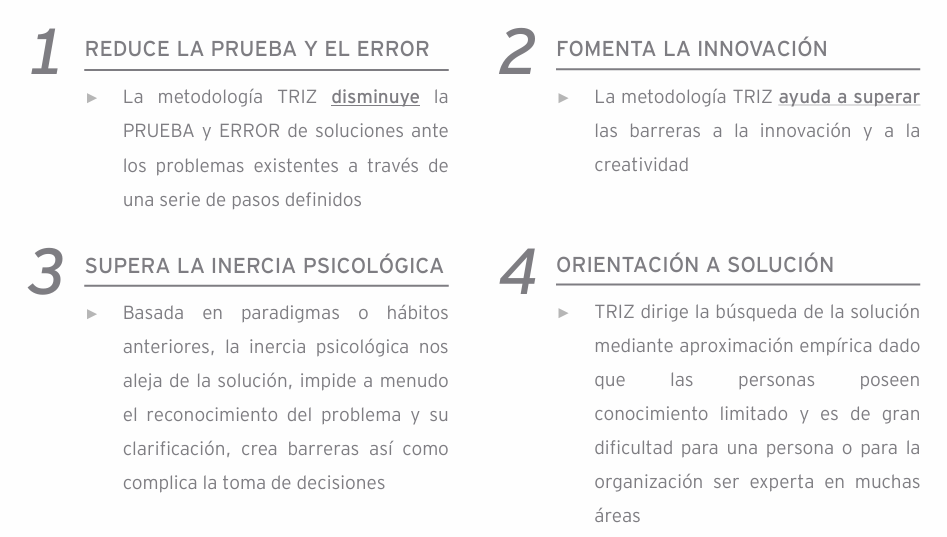 1 REDUCE LA PRUEBA Y EL ERROR
► La metodología TRIZ disminuye la
PRUEBA y ERROR de soluciones ante
los problemas existentes a través de
una serie de pasos definidos
2 FOMENTA LA INNOVACIÓN
► La metodología TRIZ ayuda a superar
las barreras a la innovación y a la
creatividad
3 SUPERA LA INERCIA PSICOLÓGICA
► Basada en paradigmas o hábitos
anteriores, la inercia psicológica nos
aleja de la solución, impide a menudo
el reconocimiento del problema y su
clarificación, crea barreras así como
complica la toma de decisiones
4 ORIENTACIÓN A SOLUCIÓN
► TRIZ dirige la búsqueda de la solución
mediante aproximación empírica dado
que las personas poseen
conocimiento limitado y es de gran
dificultad para una persona o para la
organización ser experta en muchas
áreas